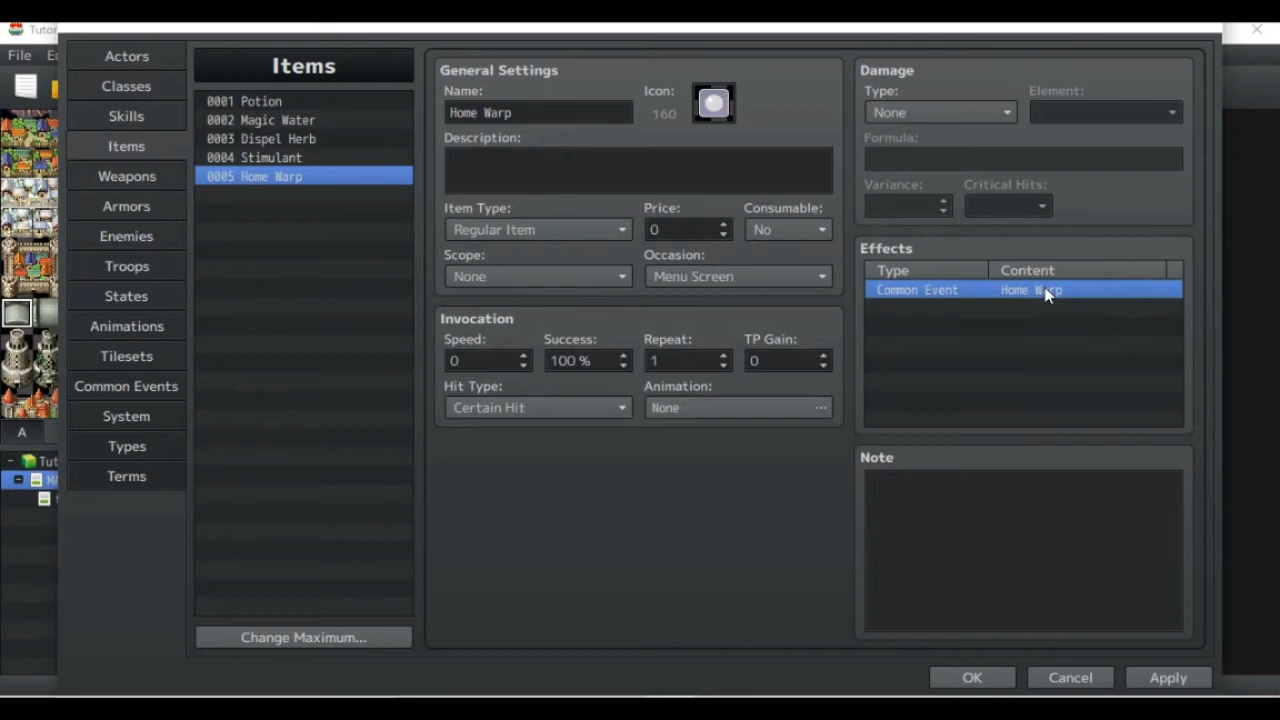 Tutor
File Ed
Actors
Classes
Skills
Items
Weapons
Armors
Enemies
Troops
States
Animations
Tilesets
Common Events
System
Types
Terms
A
Tut
Items
0001 Potion
0002 Magic Water
0003 Dispel Herb
0004 Stimulant
0005 Home Warp
Change Maximum...
General Settings
Name: Icon:
Home Warp 160
Description:
Item Type: Price: Consumable:
Regular Item 0 No
Scope: Occasion:
None Menu Screen
Invocation
Speed: Success: Repeat: TP Gain:
0 100 % 1 0
Hit Type: Animation:
Certain Hit None ...
Damage
Type: Element:
None
Formula:
Variance: Critical Hits:
Effects
Type Content
Common Event Home Warp
Note
OK Cancel Apply